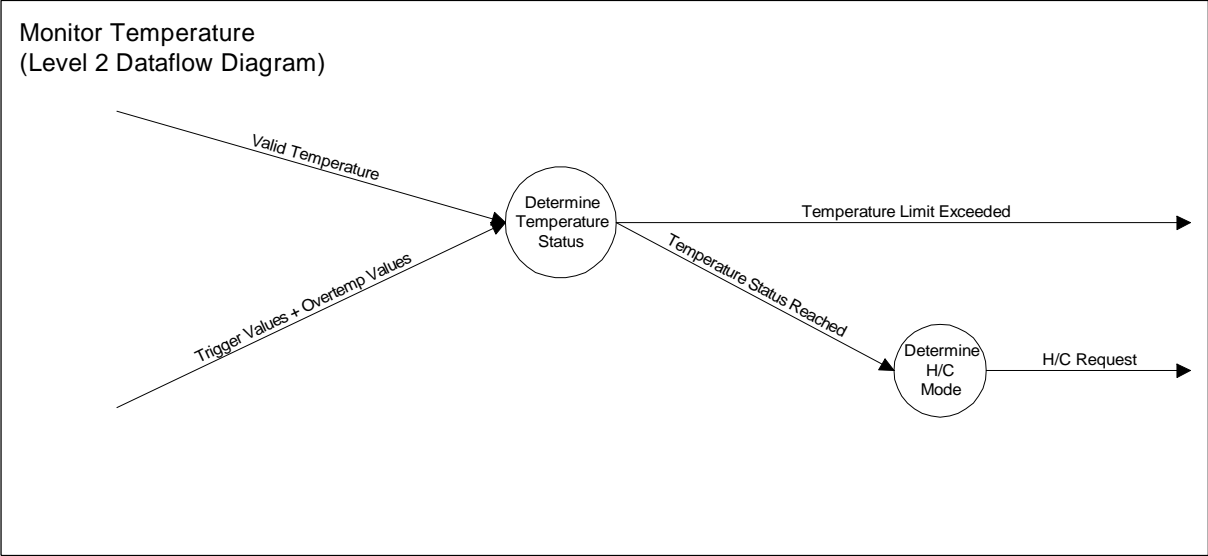 Monitor Temperature
(Level 2 Dataflow Diagram)
Valid Temperature
Determine
Temperature
Status
Temperature Limit Exceeded
Trigger Values + Overtemp Values
Temperature Status Reached
Determine
H/C
Mode
H/C Request